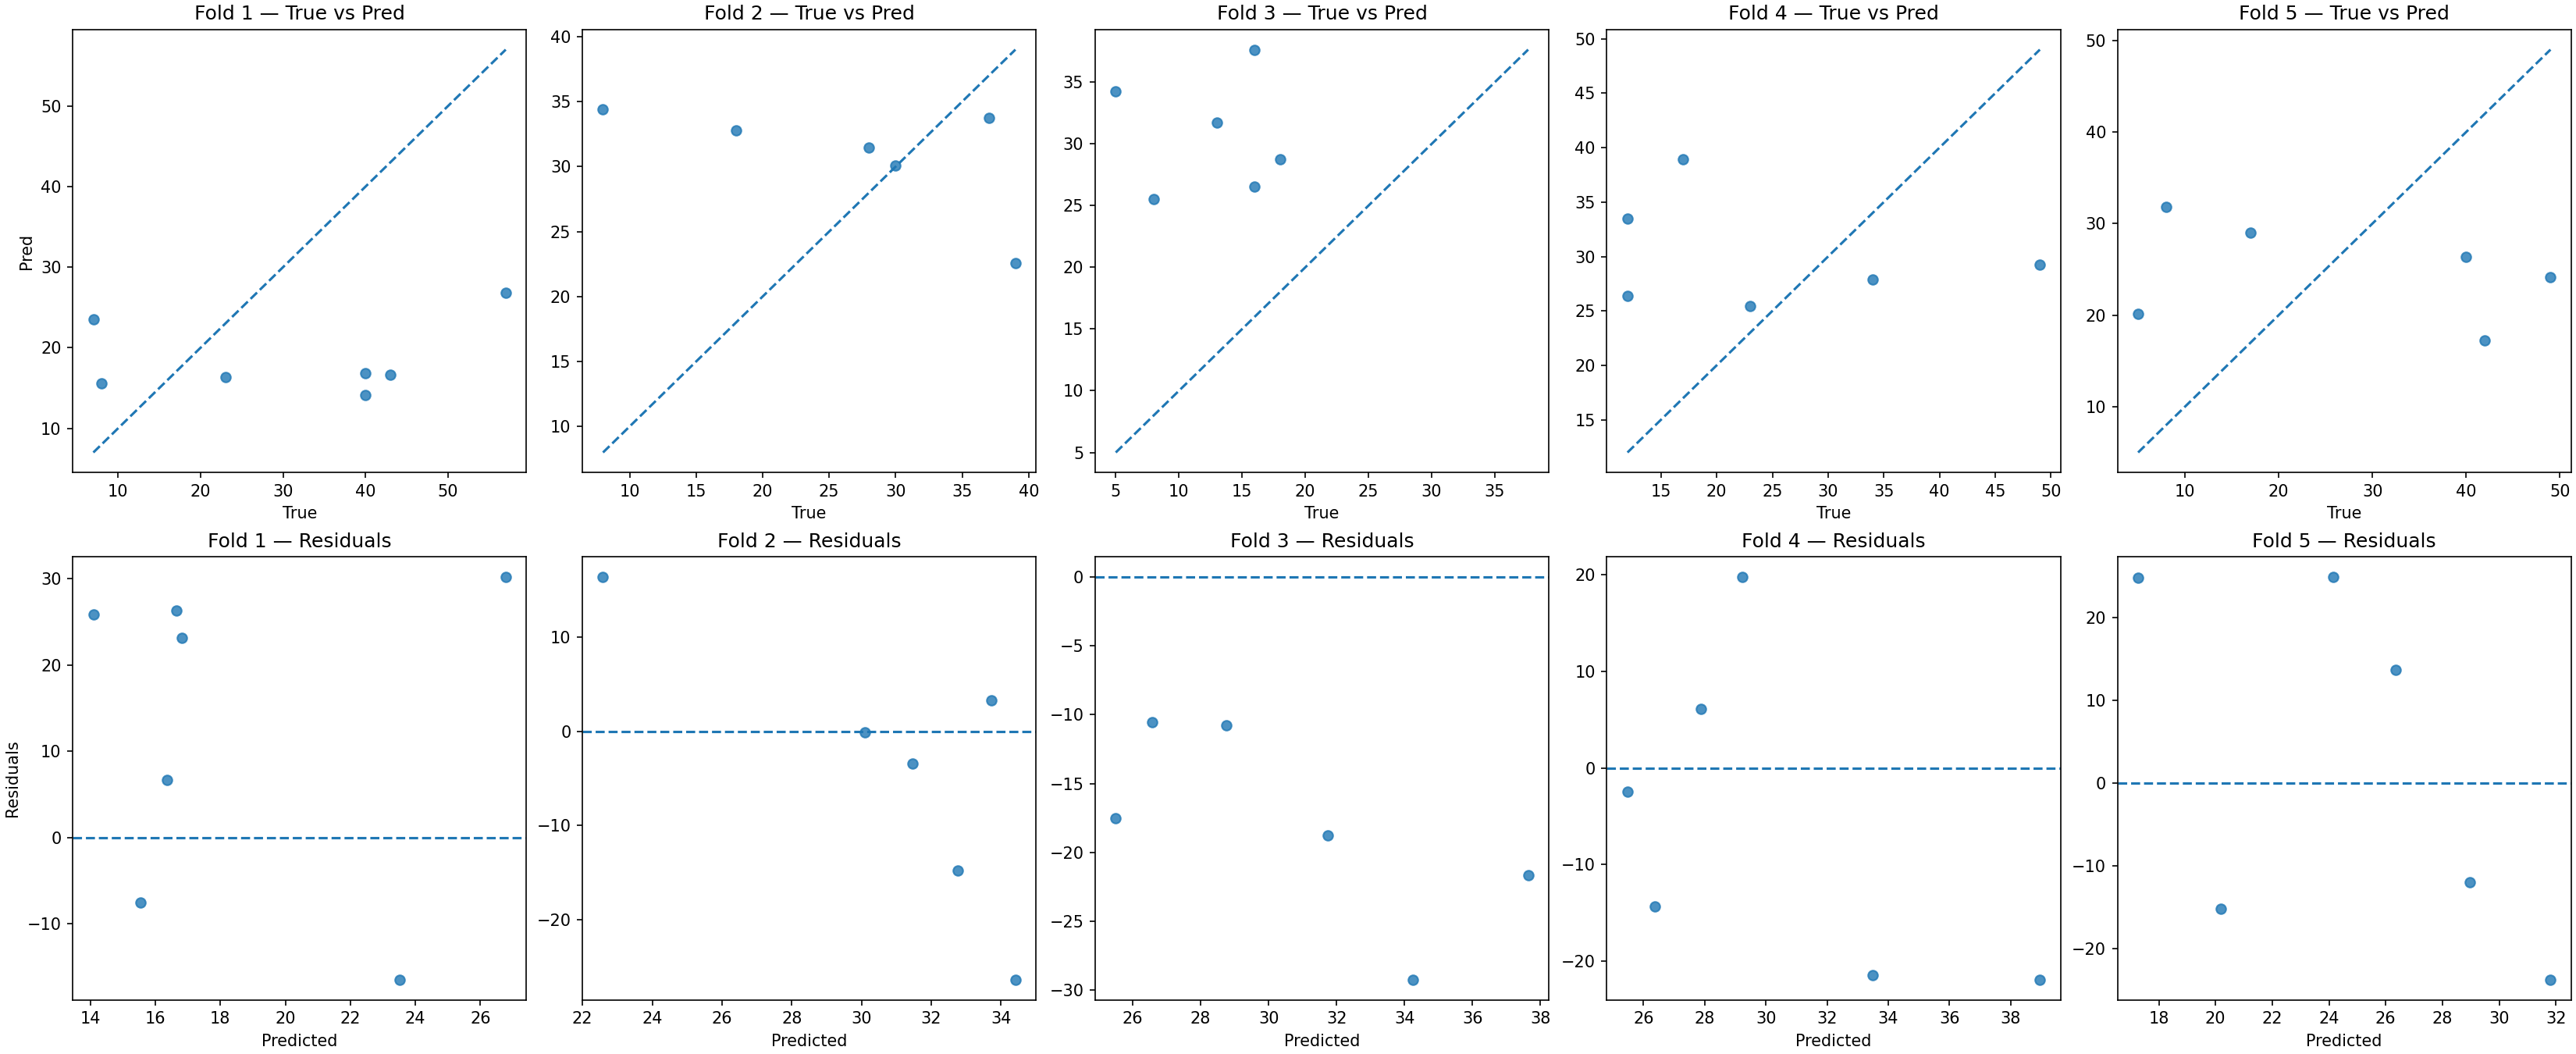 Fold 1 — True vs Pred
Fold 2 — True vs Pred
Fold 3 — True vs Pred
Fold 4 — True vs Pred
Fold 5 — True vs Pred
Pred
50
40
30
20
10
10 20 30 40 50
True
40
35
30
25
20
15
10
10 15 20 25 30 35 40
True
35
30
25
20
15
10
5
5 10 15 20 25 30 35
True
50
45
40
35
30
25
20
15
15 20 25 30 35 40 45 50
True
50
40
30
20
10
10 20 30 40 50
True
Fold 1 — Residuals
Fold 2 — Residuals
Fold 3 — Residuals
Fold 4 — Residuals
Fold 5 — Residuals
Residuals
30
20
10
0
−10
14 16 18 20 22 24 26
Predicted
10
0
−10
−20
22 24 26 28 30 32 34
Predicted
0
−5
−10
−15
−20
−25
−30
26 28 30 32 34 36 38
Predicted
20
10
0
−10
−20
26 28 30 32 34 36 38
Predicted
20
10
0
−10
−20
18 20 22 24 26 28 30 32
Predicted